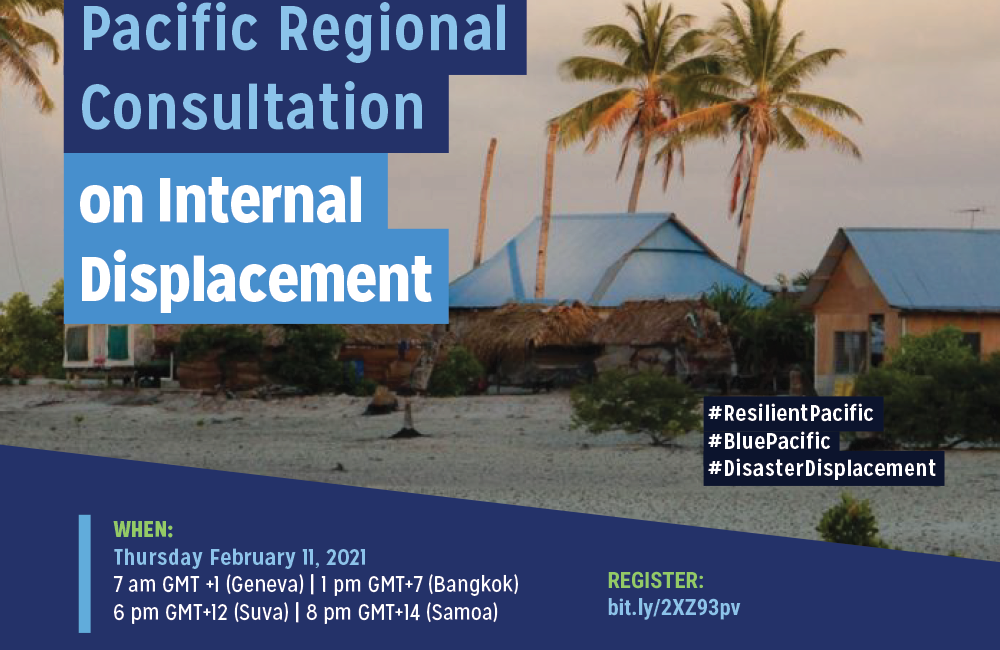 Pacific Regional
Consultation
on Internal
Displacement
#ResilientPacific
#BluePacific
#DisasterDisplacement
WHEN:
Thursday February 11, 2021
7 am GMT +1 (Geneva) | 1 pm GMT+7 (Bangkok)
6 pm GMT+12 (Suva) | 8 pm GMT+14 (Samoa)
REGISTER:
bit.ly/2XZ93pv